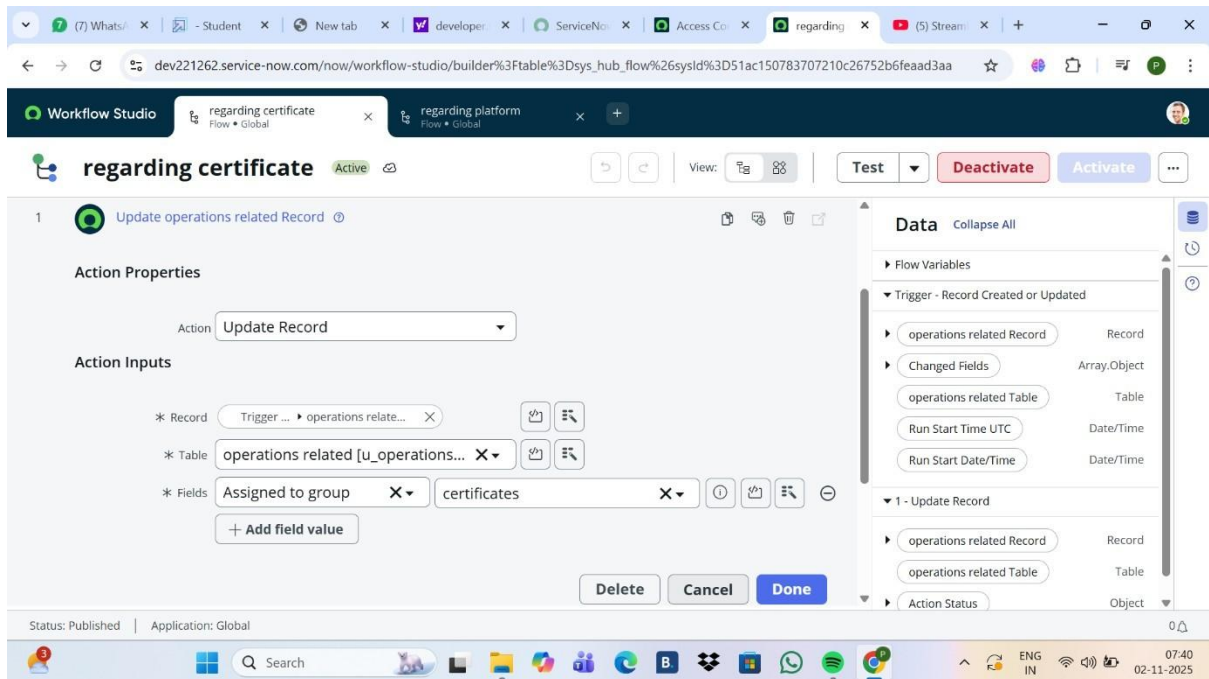 (7) WhatsA
- Student
New tab
developer.
ServiceNo
Access Co
regarding
(5) Stream
dev221262.service-now.com/now/workflow-studio/builder%3Ftable%3Dsys_hub_flow%26sysId%3D51ac150783707210c26752b6feaad3aa
P
Workflow Studio
regarding certificate
Flow • Global
regarding platform
Flow • Global
regarding certificate
Active
View:
Test
Deactivate
Activate
1
Update operations related Record
Action Properties
Action
Update Record
Action Inputs
* Record
Trigger ... ▸ operations relate...
* Table
operations related [u_operations...
* Fields
Assigned to group
certificates
+ Add field value
Delete
Cancel
Done
Data
Collapse All
Flow Variables
Trigger - Record Created or Updated
operations related Record
Record
Changed Fields
Array.Object
operations related Table
Table
Run Start Time UTC
Date/Time
Run Start Date/Time
Date/Time
1 - Update Record
operations related Record
Record
operations related Table
Table
Action Status
Object
Status: Published | Application: Global
0
3
Search
B.
P
ENG
IN
07:40
02-11-2025